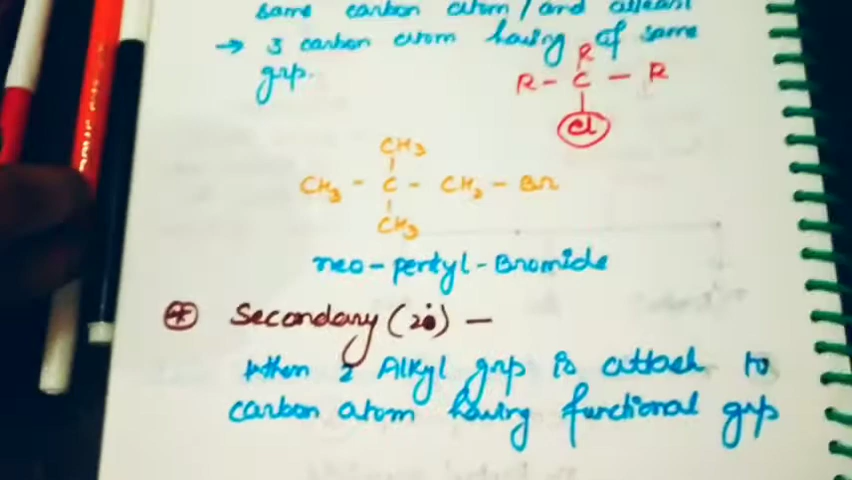 same carbon atom / and atleast
→ 3 carbon atom having of same
grp.
R
R - C - R
Cl
CH3
CH3 - C - CH2 - Br
CH3
neo-pentyl-Bromide
* Secondary (2°) -
When 2 Alkyl grp is attach to
carbon atom having functional grp